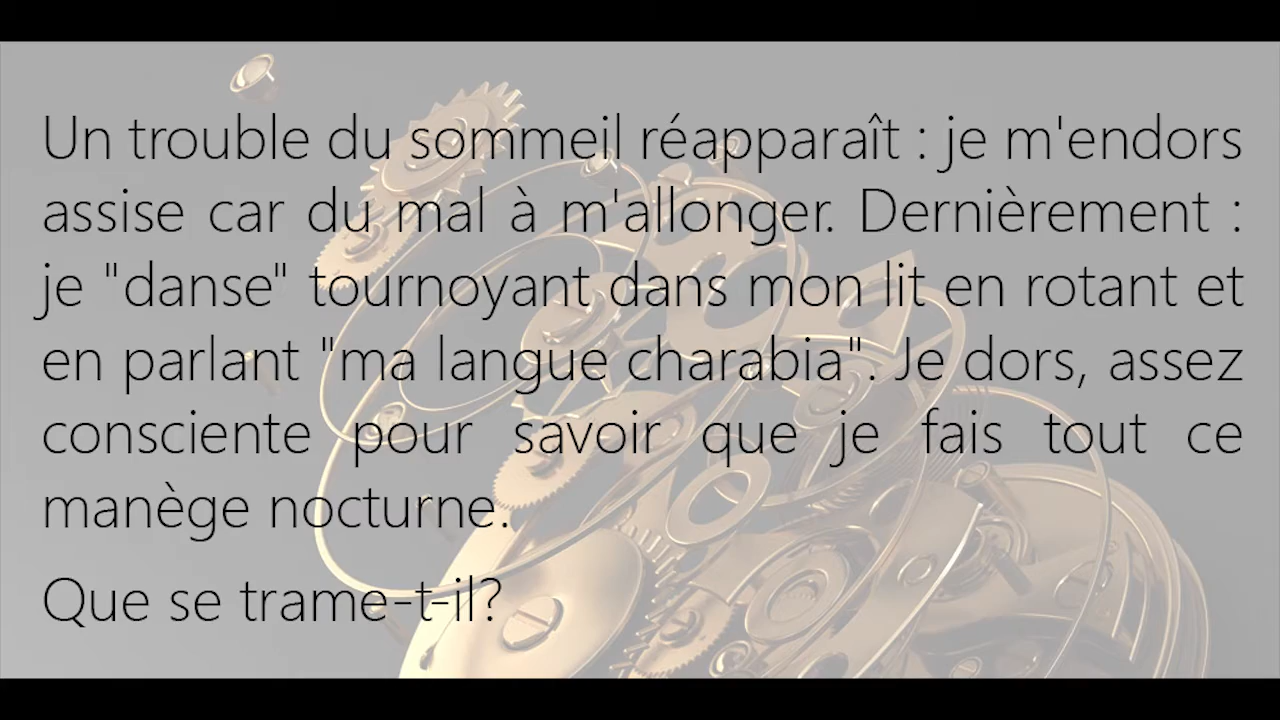 Un trouble du sommeil réapparaît : je m'endors
assise car du mal à m'allonger. Dernièrement :
je "danse" tournoyant dans mon lit en rotant et
en parlant "ma langue charabia". Je dors, assez
consciente pour savoir que je fais tout ce
manège nocturne.
Que se trame-t-il?